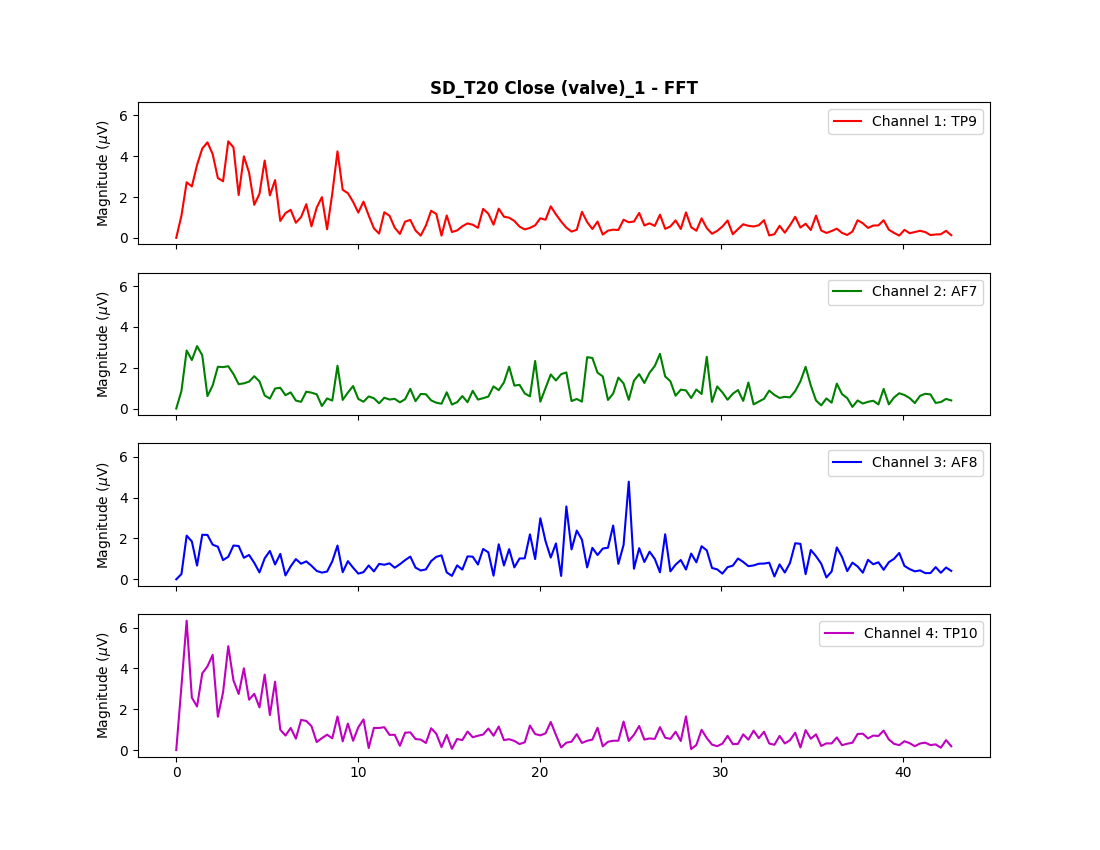 SD_T20 Close (valve)_1 - FFT
Magnitude (μV)
6
4
2
0
Channel 1: TP9
Magnitude (μV)
6
4
2
0
Channel 2: AF7
Magnitude (μV)
6
4
2
0
Channel 3: AF8
Magnitude (μV)
6
4
2
0
Channel 4: TP10
0 10 20 30 40